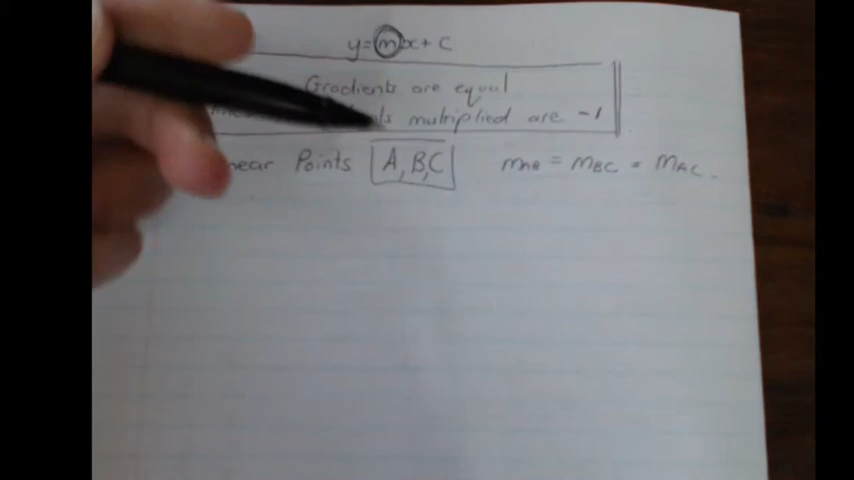 y=mx+c
Gradients are equal
multiplied are -1
Points A,B,C mAB = mBC = mAC.